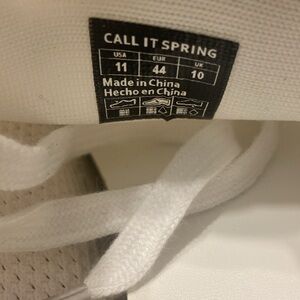 CALL IT SPRING
USA EUR UK
11 44 10
Made in China
Hecho en China